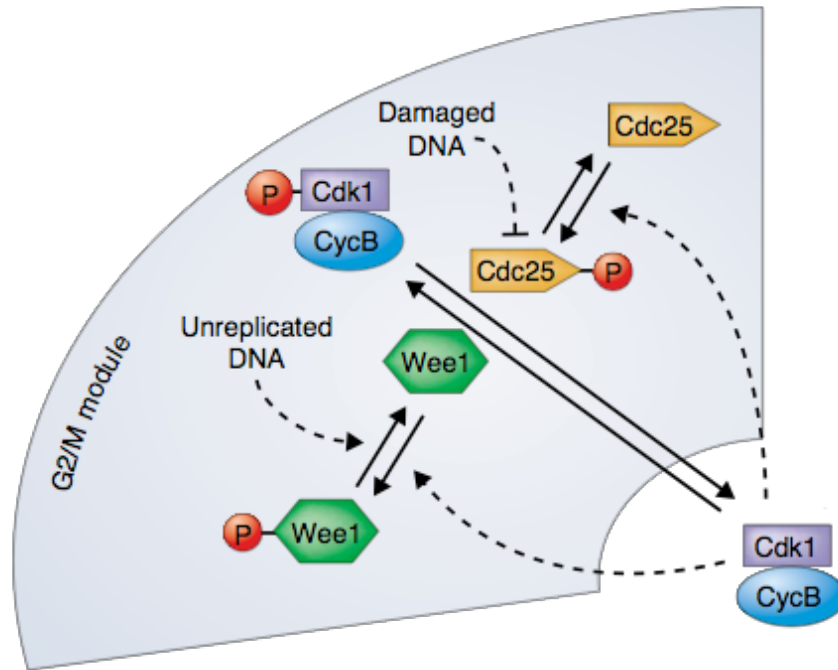 Damaged
DNA
Cdc25
P
Cdk1
CycB
Cdc25
P
Unreplicated
DNA
Wee1
G2/M module
P
Wee1
Cdk1
CycB